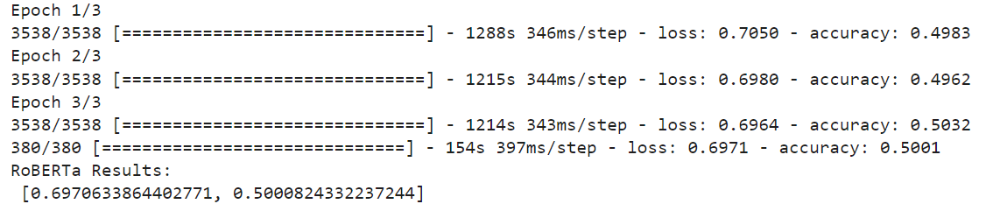 Epoch 1/3
3538/3538 [==============================] - 1288s 346ms/step - loss: 0.7050 - accuracy: 0.4983
Epoch 2/3
3538/3538 [==============================] - 1215s 344ms/step - loss: 0.6980 - accuracy: 0.4962
Epoch 3/3
3538/3538 [==============================] - 1214s 343ms/step - loss: 0.6964 - accuracy: 0.5032
380/380 [==============================] - 154s 397ms/step - loss: 0.6971 - accuracy: 0.5001
RoBERTa Results:
[0.6970633864402771, 0.5000824332237244]